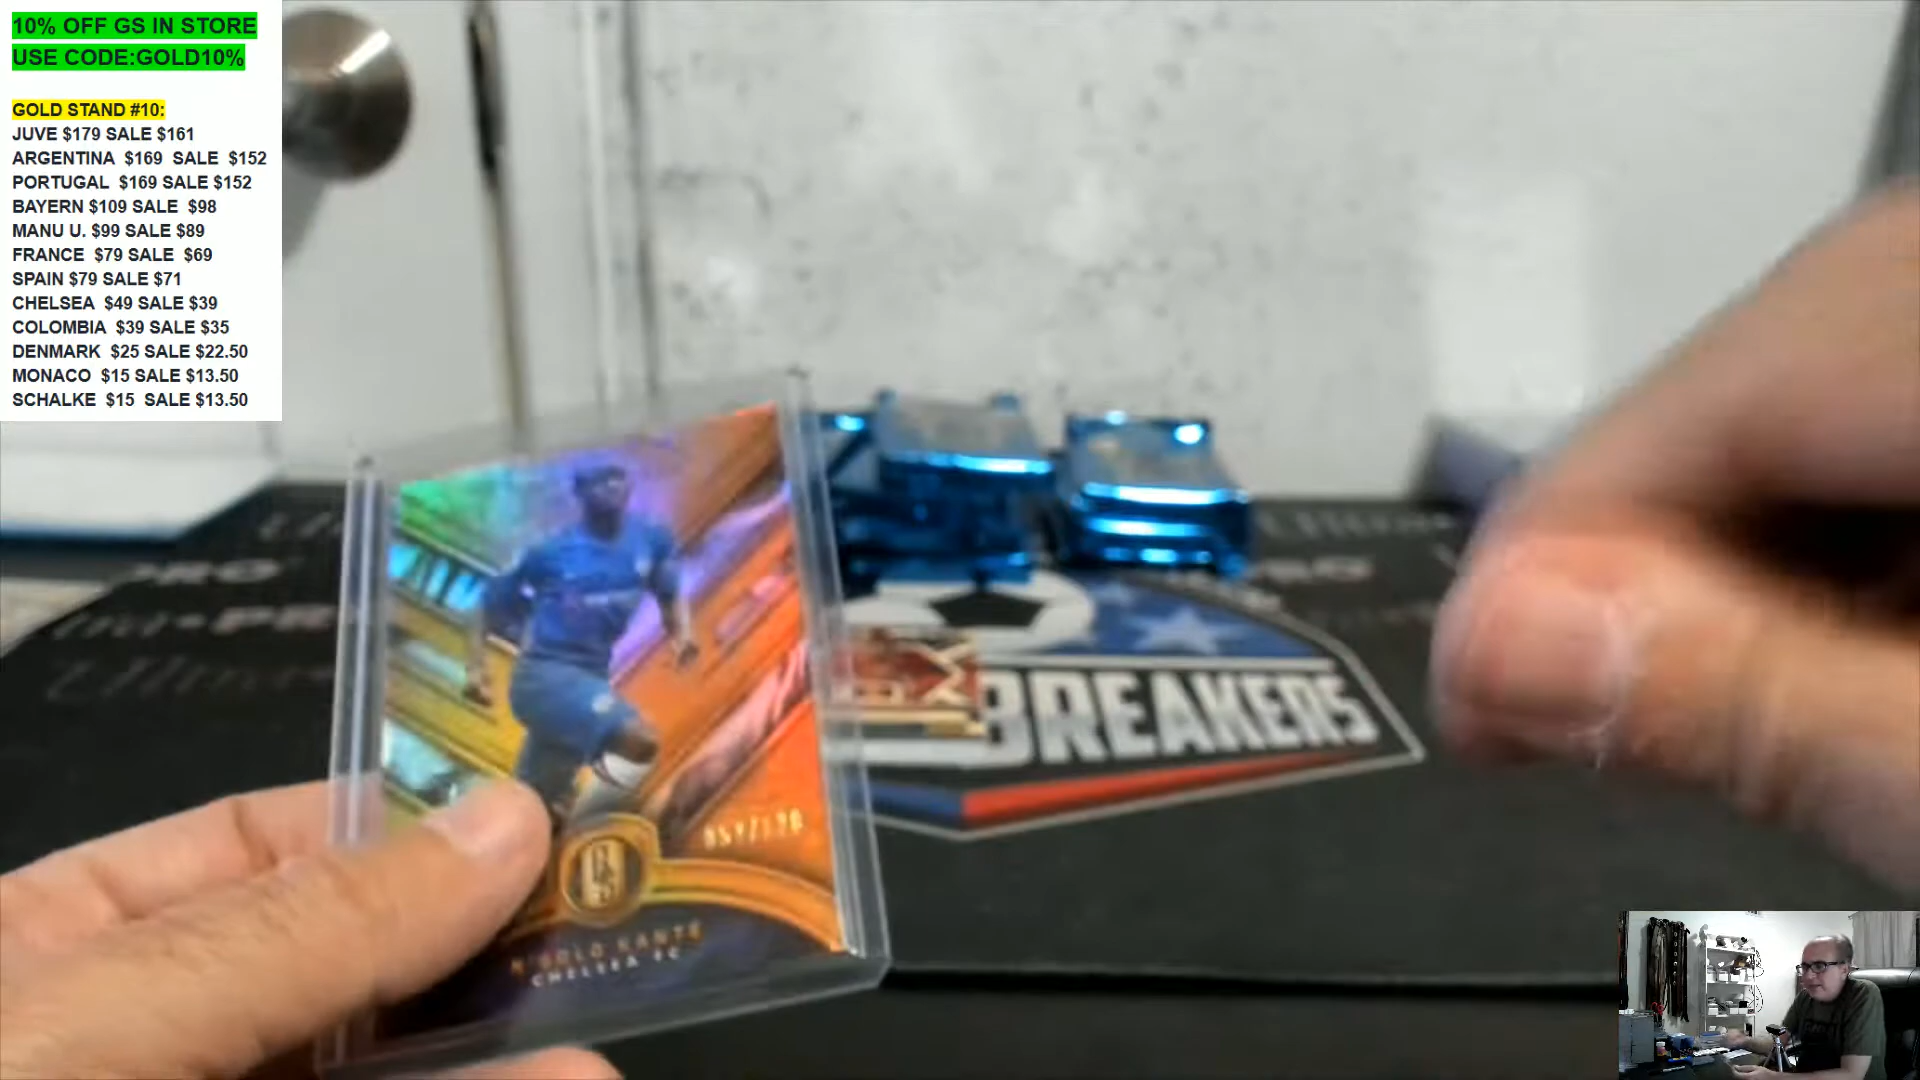 10% OFF GS IN STORE
USE CODE:GOLD10%
GOLD STAND #10:
JUVE $179 SALE $161
ARGENTINA $169 SALE $152
PORTUGAL $169 SALE $152
BAYERN $109 SALE $98
MANU U. $99 SALE $89
FRANCE $79 SALE $69
SPAIN $79 SALE $71
CHELSEA $49 SALE $39
COLOMBIA $39 SALE $35
DENMARK $25 SALE $22.50
MONACO $15 SALE $13.50
SCHALKE $15 SALE $13.50
BREAKERS
N'GOLO KANTE
CHELSEA FC